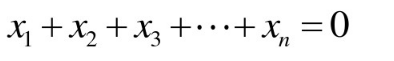 x₁ + x₂ + x₃ + ⋯ + xₙ = 0